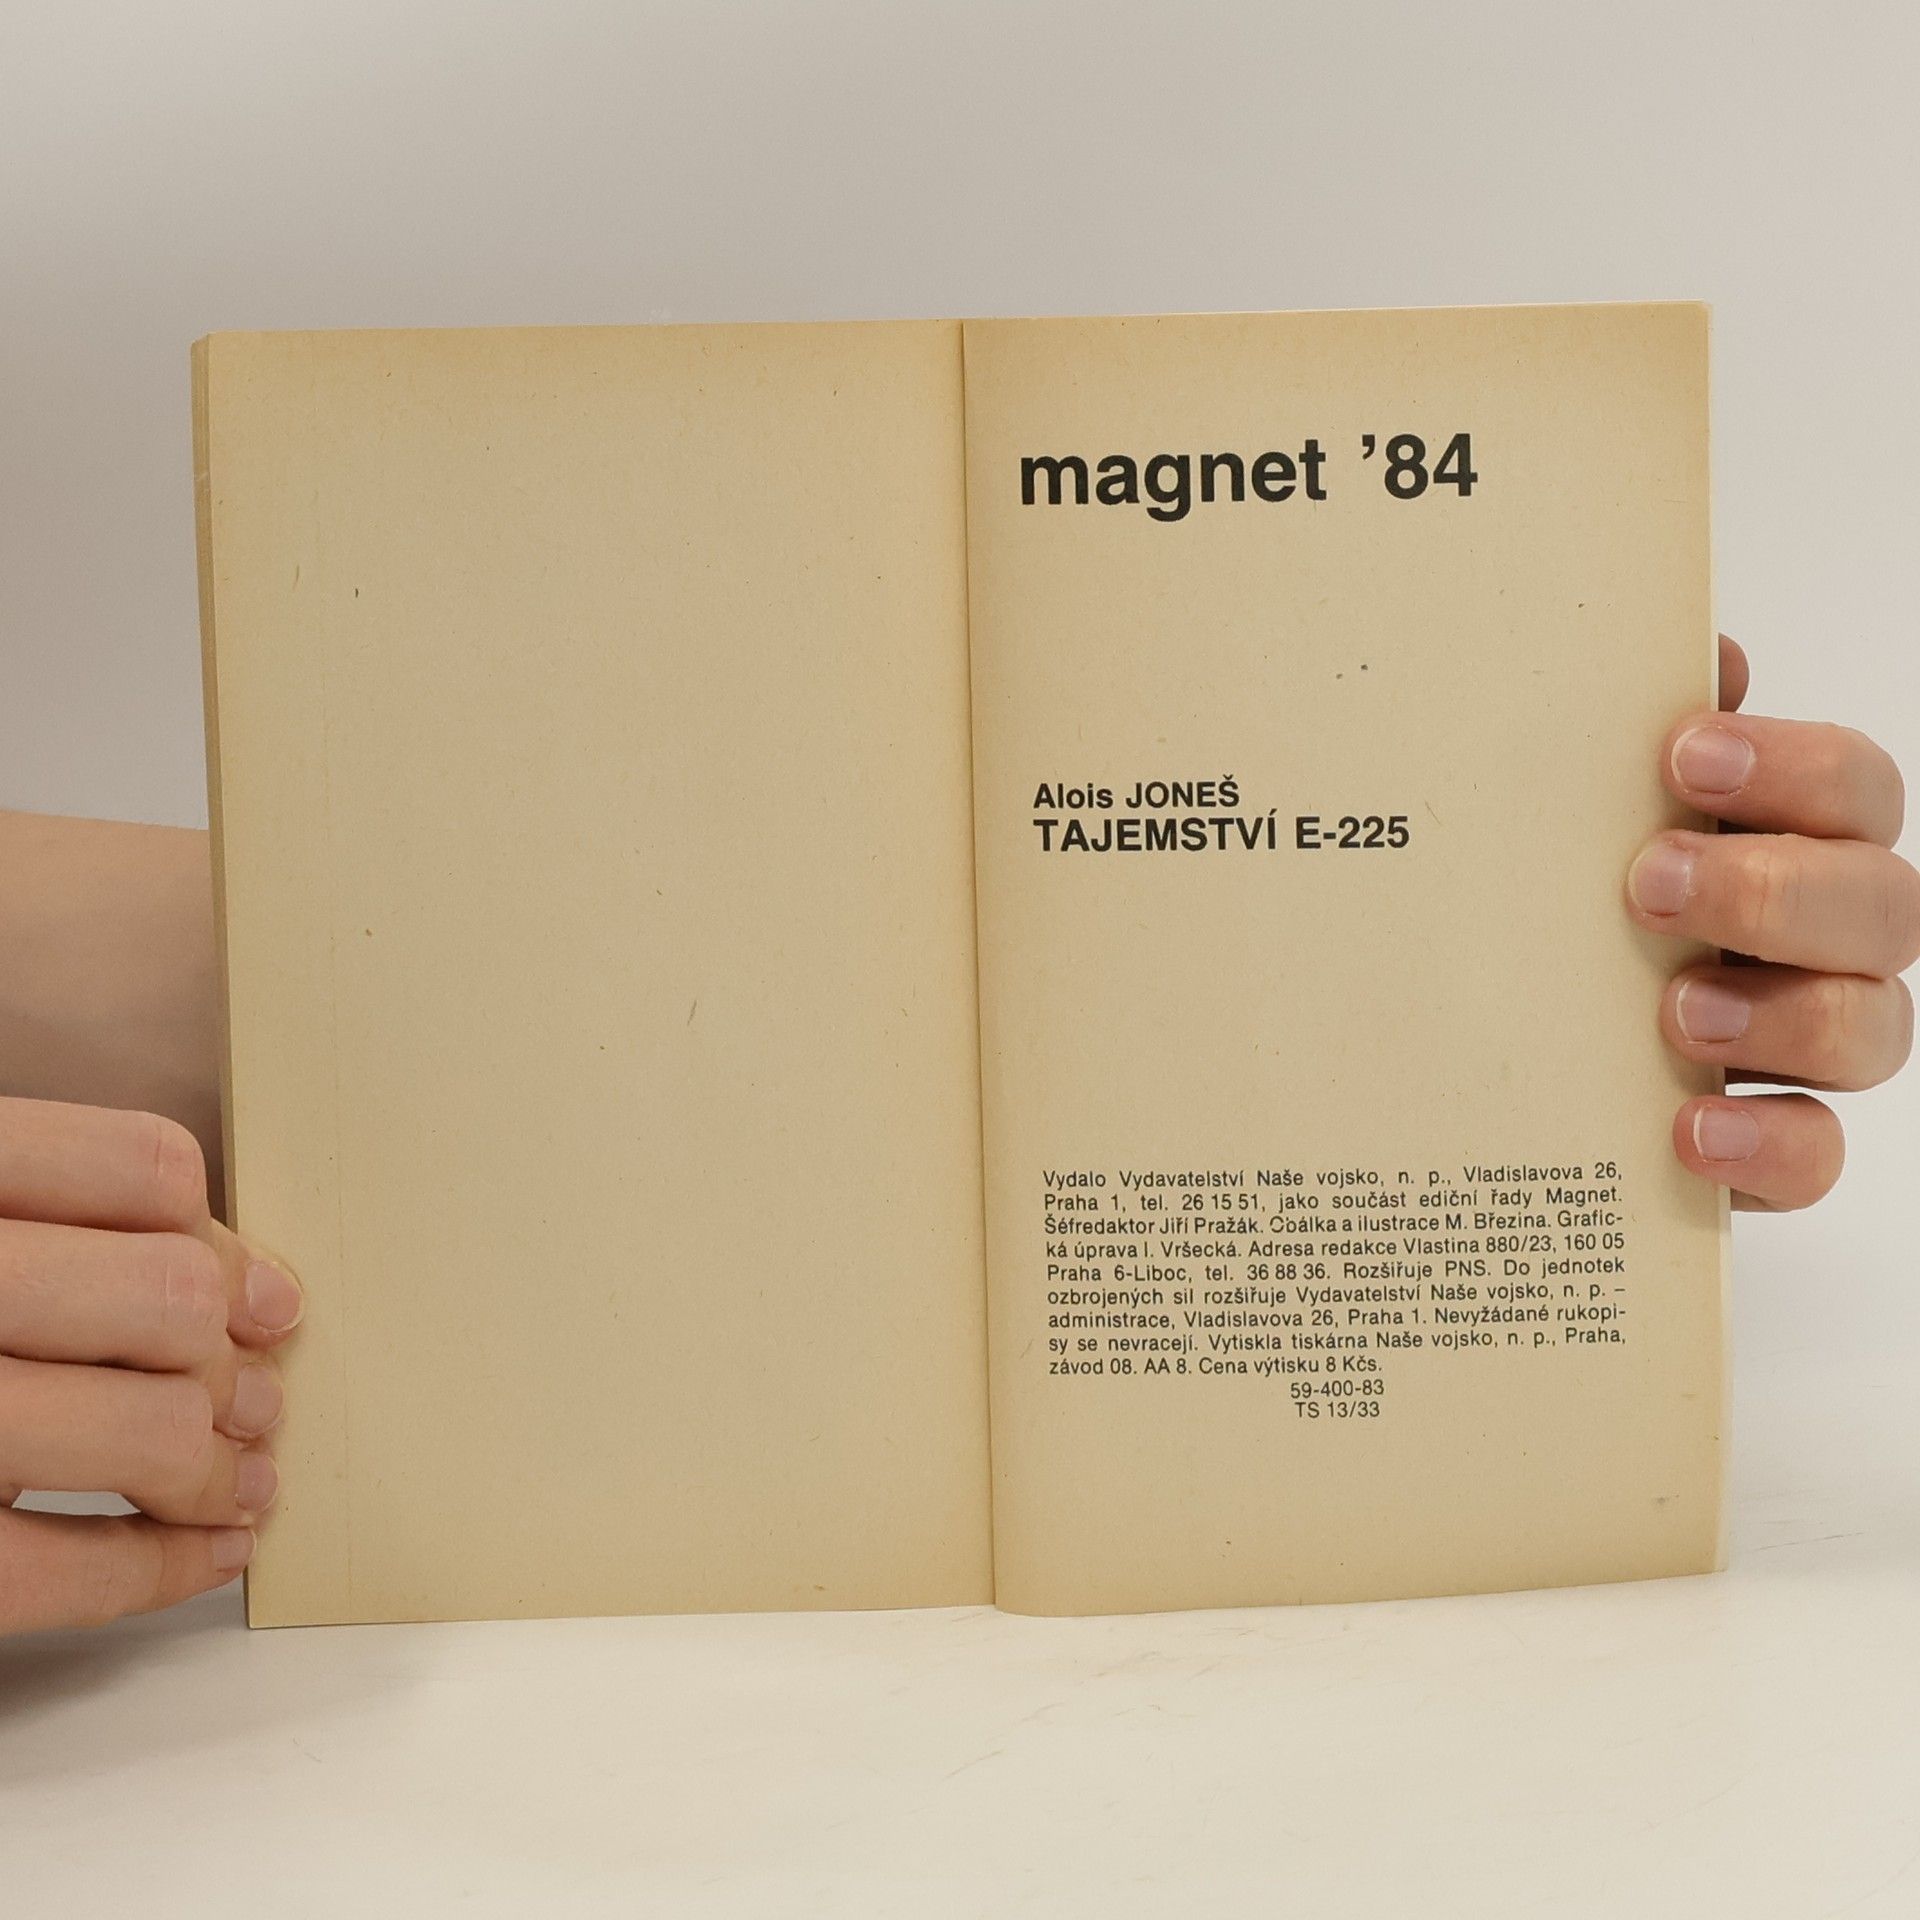 magnet ’84
Alois JONEŠ
TAJEMSTVÍ E-225
Vydalo Vydavatelství Naše vojsko, n. p., Vladislavova 26,
Praha 1, tel. 26 15 51, jako součást ediční řady Magnet.
Šéfredaktor Jiří Pražák. Obálka a ilustrace M. Březina. Grafic-
ká úprava I. Vršecká. Adresa redakce Vlastina 880/23, 160 05
Praha 6-Liboc, tel. 36 88 36. Rozšiřuje PNS. Do jednotek
ozbrojených sil rozšiřuje Vydavatelství Naše vojsko, n. p. –
administrace, Vladislavova 26, Praha 1. Nevyžádané rukopi-
sy se nevracejí. Vytiskla tiskárna Naše vojsko, n. p., Praha,
závod 08. AA 8. Cena výtisku 8 Kčs.
59-400-83
TS 13/33